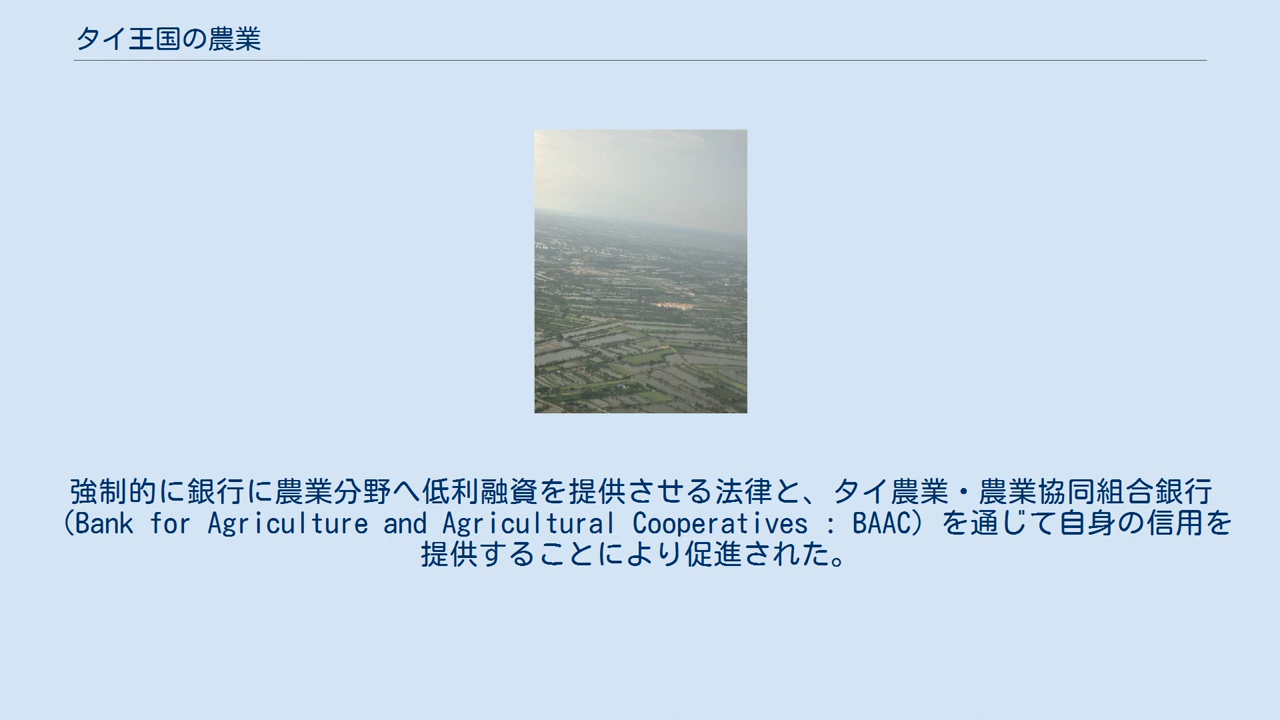 タイ王国の農業
強制的に銀行に農業分野へ低利融資を提供させる法律と、タイ農業・農業協同組合銀行
（Bank for Agriculture and Agricultural Cooperatives : BAAC）を通じて自身の信用を
提供することにより促進された。